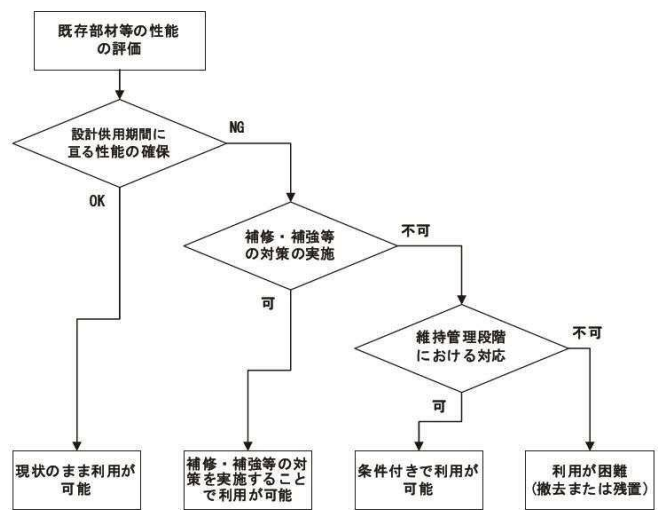 既存部材等の性能
の評価
設計供用期間に
亘る性能の確保
NG
OK
補修・補強等
の対策の実施
不可
可
維持管理段階
における対応
不可
可
現状のまま利用が
可能
補修・補強等の対
策を実施すること
で利用が可能
条件付きで利用が
可能
利用が困難
(撤去または残置)